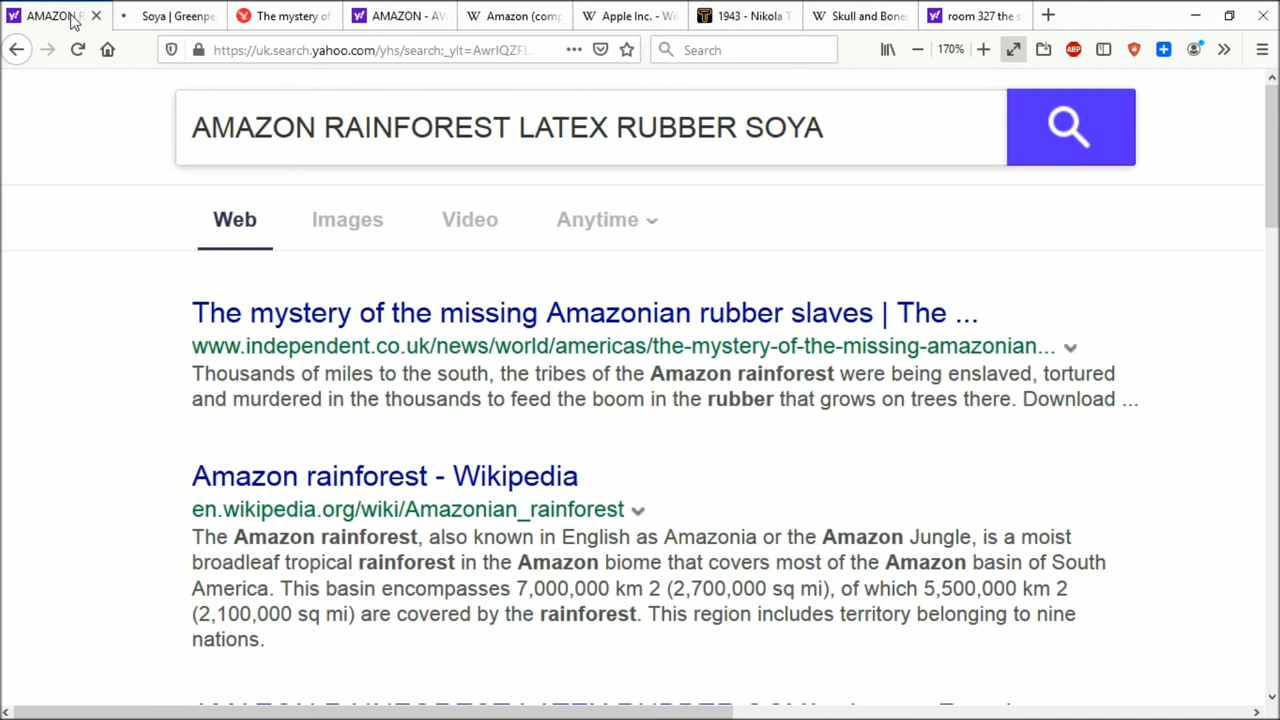 AMAZON R
Soya | Greenpe
The mystery of
AMAZON - AV
Amazon (com
Apple Inc. - Wi
1943 - Nikola T
Skull and Bone
room 327 the s
https://uk.search.yahoo.com/yhs/search;_ylt=AwrIQZFL
Search
170%
ABP
AMAZON RAINFOREST LATEX RUBBER SOYA
Web Images Video Anytime
The mystery of the missing Amazonian rubber slaves | The ...
www.independent.co.uk/news/world/americas/the-mystery-of-the-missing-amazonian...
Thousands of miles to the south, the tribes of the Amazon rainforest were being enslaved, tortured
and murdered in the thousands to feed the boom in the rubber that grows on trees there. Download ...
Amazon rainforest - Wikipedia
en.wikipedia.org/wiki/Amazonian_rainforest
The Amazon rainforest, also known in English as Amazonia or the Amazon Jungle, is a moist
broadleaf tropical rainforest in the Amazon biome that covers most of the Amazon basin of South
America. This basin encompasses 7,000,000 km 2 (2,700,000 sq mi), of which 5,500,000 km 2
(2,100,000 sq mi) are covered by the rainforest. This region includes territory belonging to nine
nations.